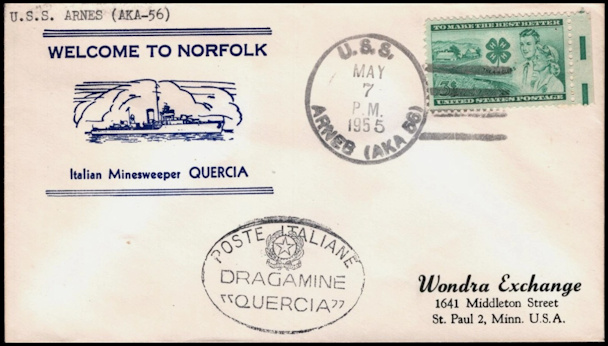 U.S.S. ARNES (AKA-56)
WELCOME TO NORFOLK
Italian Minesweeper QUERCIA
U.S.S.
MAY
7
P.M.
1955
ARNEB (AKA 56)
TO MAKE THE BEST BETTER
3¢
UNITED STATES POSTAGE
POSTE ITALIANE
DRAGAMINE
"QUERCIA"
Wondra Exchange
1641 Middleton Street
St. Paul 2, Minn. U.S.A.